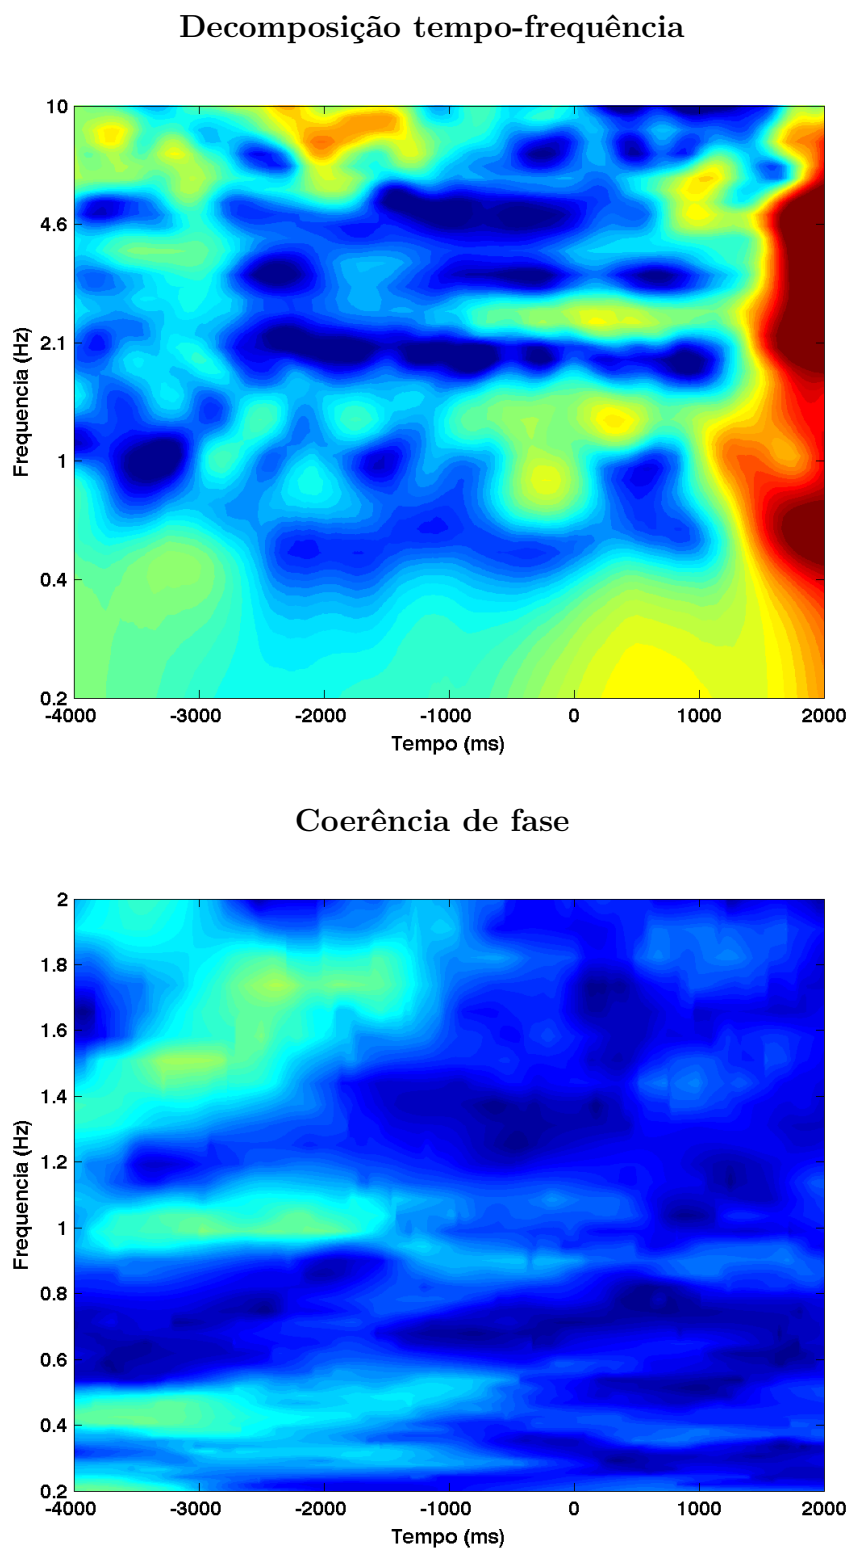 Decomposição tempo-frequência
10
4.6
2.1
1
0.4
0.2
Frequencia (Hz)
-4000 -3000 -2000 -1000 0 1000 2000
Tempo (ms)
Coerência de fase
2
1.8
1.6
1.4
1.2
1
0.8
0.6
0.4
0.2
Frequencia (Hz)
-4000 -3000 -2000 -1000 0 1000 2000
Tempo (ms)